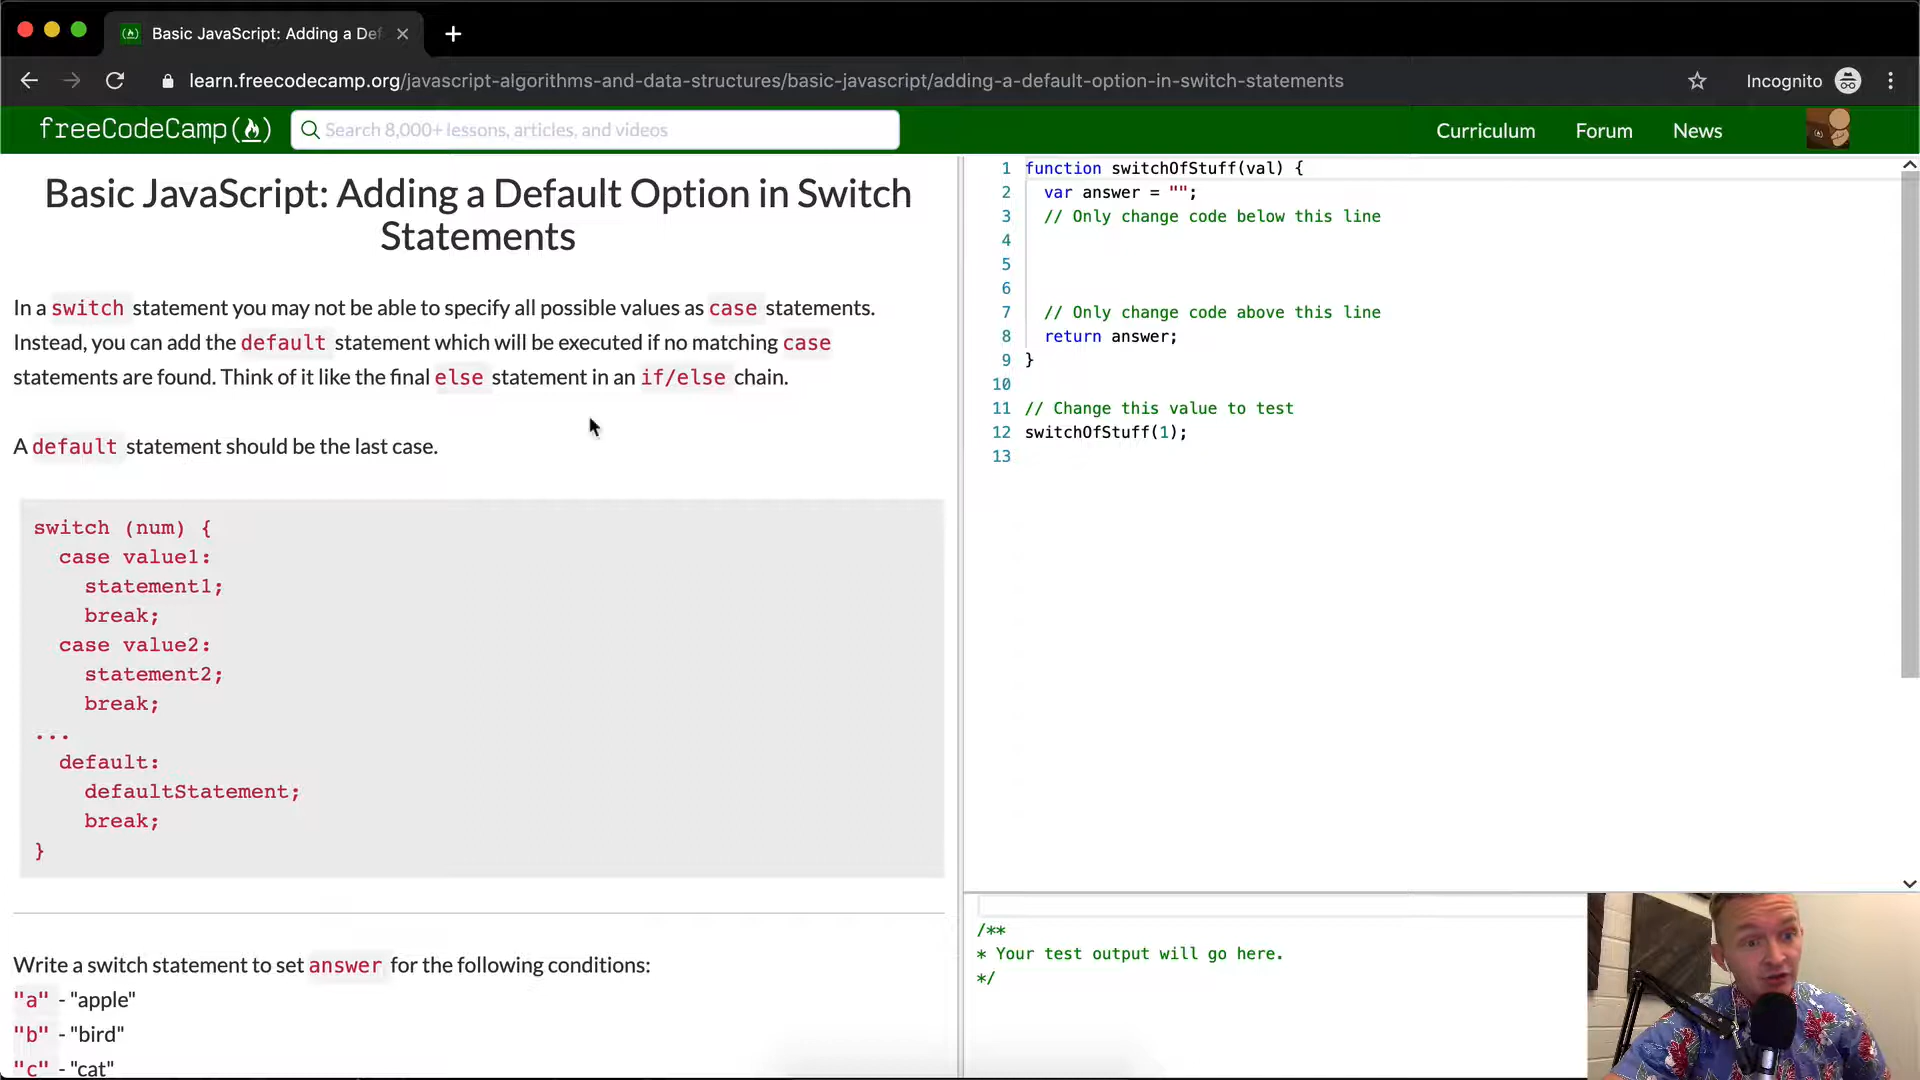 Basic JavaScript: Adding a De
learn.freecodecamp.org/javascript-algorithms-and-data-structures/basic-javascript/adding-a-default-option-in-switch-statements
Incognito
freeCodeCamp
Search 8,000+ lessons, articles, and videos
Curriculum
Forum
News
Basic JavaScript: Adding a Default Option in Switch
Statements
In a switch statement you may not be able to specify all possible values as case statements.
Instead, you can add the default statement which will be executed if no matching case
statements are found. Think of it like the final else statement in an if/else chain.
A default statement should be the last case.
switch (num) {
case value1:
statement1;
break;
case value2:
statement2;
break;
...
default:
defaultStatement;
break;
}
Write a switch statement to set answer for the following conditions:
"a" - "apple"
"b" - "bird"
"c" - "cat"
1 function switchOfStuff(val) {
2 var answer = "";
3 // Only change code below this line
4
5
6
7 // Only change code above this line
8 return answer;
9 }
10
11 // Change this value to test
12 switchOfStuff(1);
13
/**
* Your test output will go here.
*/